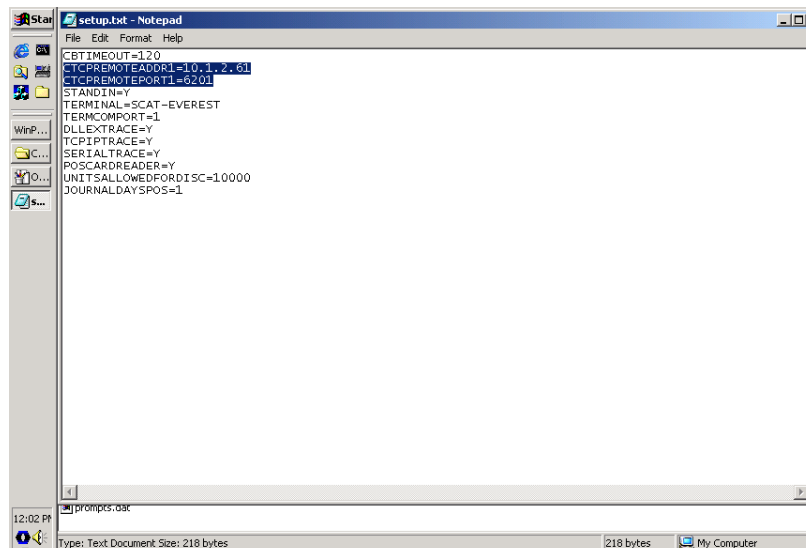 Star
setup.txt - Notepad
File Edit Format Help
CBTIMEOUT=120
CTCPREMOTEADDR1=10.1.2.61
CTCPREMOTEPORT1=6201
STANDIN=Y
TERMINAL=SCAT-EVEREST
TERMCOMPORT=1
DLLEXTRACE=Y
TCPIPTRACE=Y
SERIALTRACE=Y
POSCARDREADER=Y
UNITSALLOWEDFORDISC=10000
JOURNALDAYSPOS=1
WinP...
C...
O...
s...
prompts.dat
12:02 PM
Type: Text Document Size: 218 bytes
218 bytes
My Computer